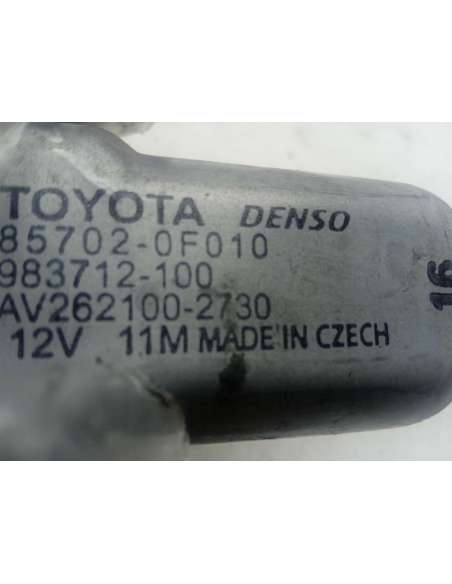 TOYOTA DENSO
85702-0F010
983712-100
AV262100-2730
12V 11M MADE IN CZECH
16